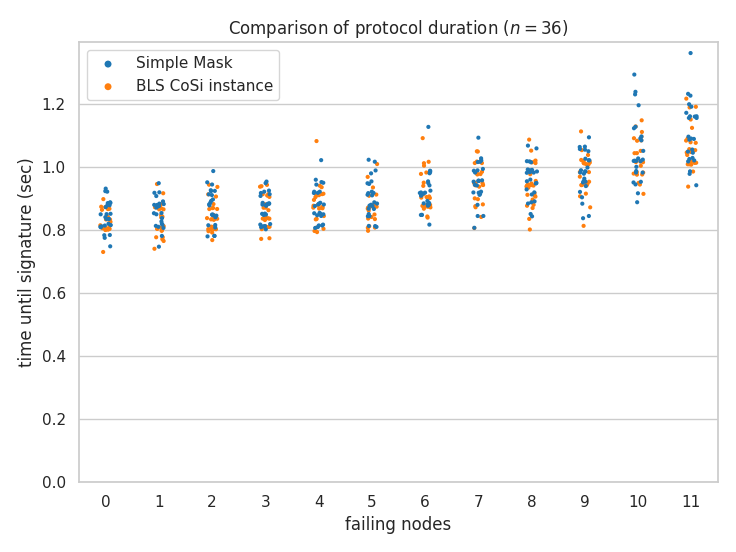 Comparison of protocol duration (n = 36)
Simple Mask
BLS CoSi instance
time until signature (sec)
1.2
1.0
0.8
0.6
0.4
0.2
0.0
0 1 2 3 4 5 6 7 8 9 10 11
failing nodes